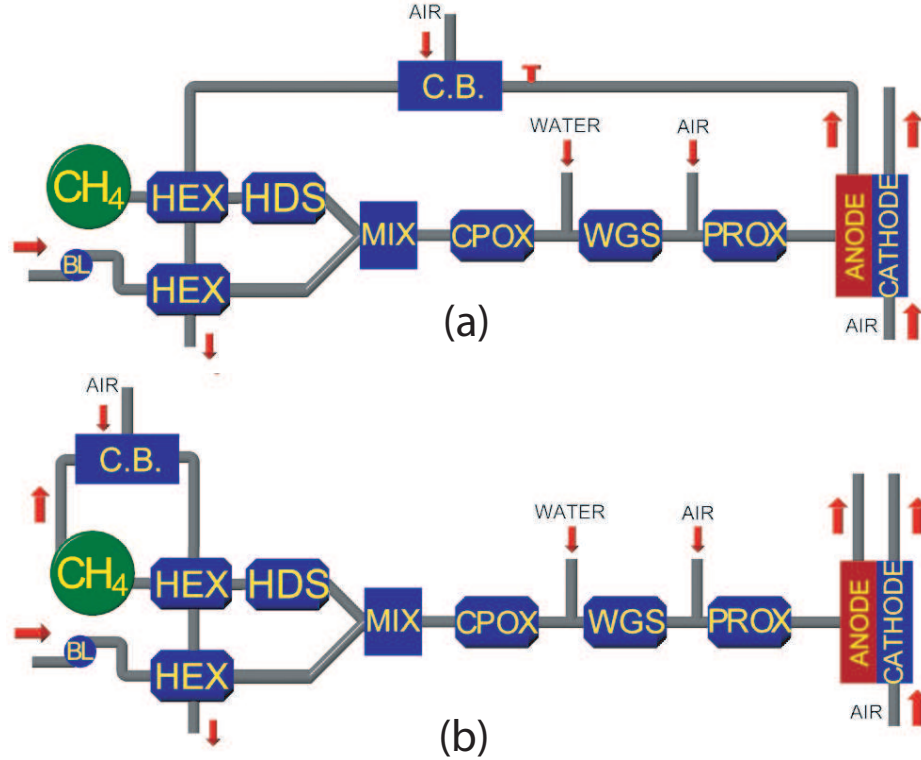 AIR
C.B.
WATER
AIR
CH4
HEX
HDS
MIX
CPOX
WGS
PROX
ANODE
CATHODE
BL
HEX
AIR
(a)
AIR
C.B.
WATER
AIR
CH4
HEX
HDS
MIX
CPOX
WGS
PROX
ANODE
CATHODE
BL
HEX
AIR
(b)